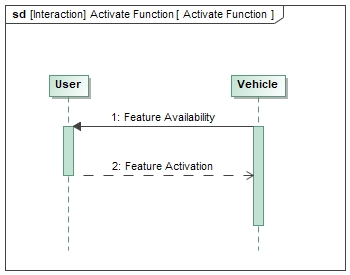 sd [Interaction] Activate Function [ Activate Function ]
User
Vehicle
1: Feature Availability
2: Feature Activation